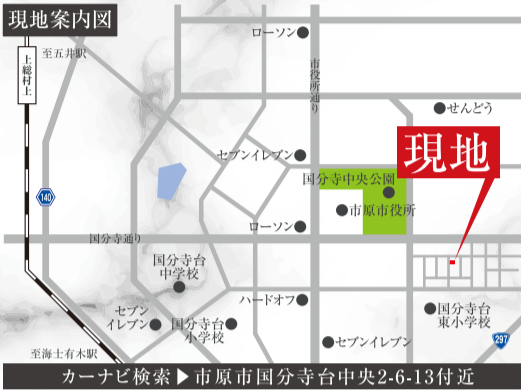 現地案内図
至五井駅
上総村上
ローソン
市役所通り
せんどう
セブンイレブン
現地
国分寺中央公園
市原市役所
140
国分寺通り
ローソン
国分寺台
中学校
ハードオフ
セブン
イレブン
国分寺台
小学校
国分寺台
東小学校
セブンイレブン
297
至海士有木駅
カーナビ検索▶市原市国分寺台中央2-6-13付近